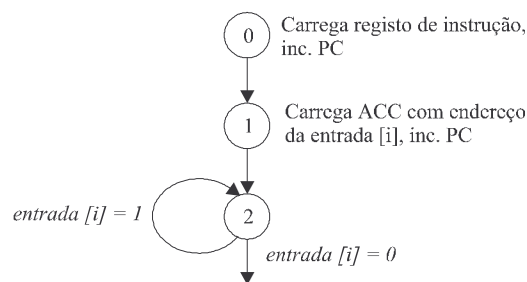 0
Carrega registo de instrução,
inc. PC
1
Carrega ACC com endereço
da entrada [i], inc. PC
entrada [i] = 1
2
entrada [i] = 0